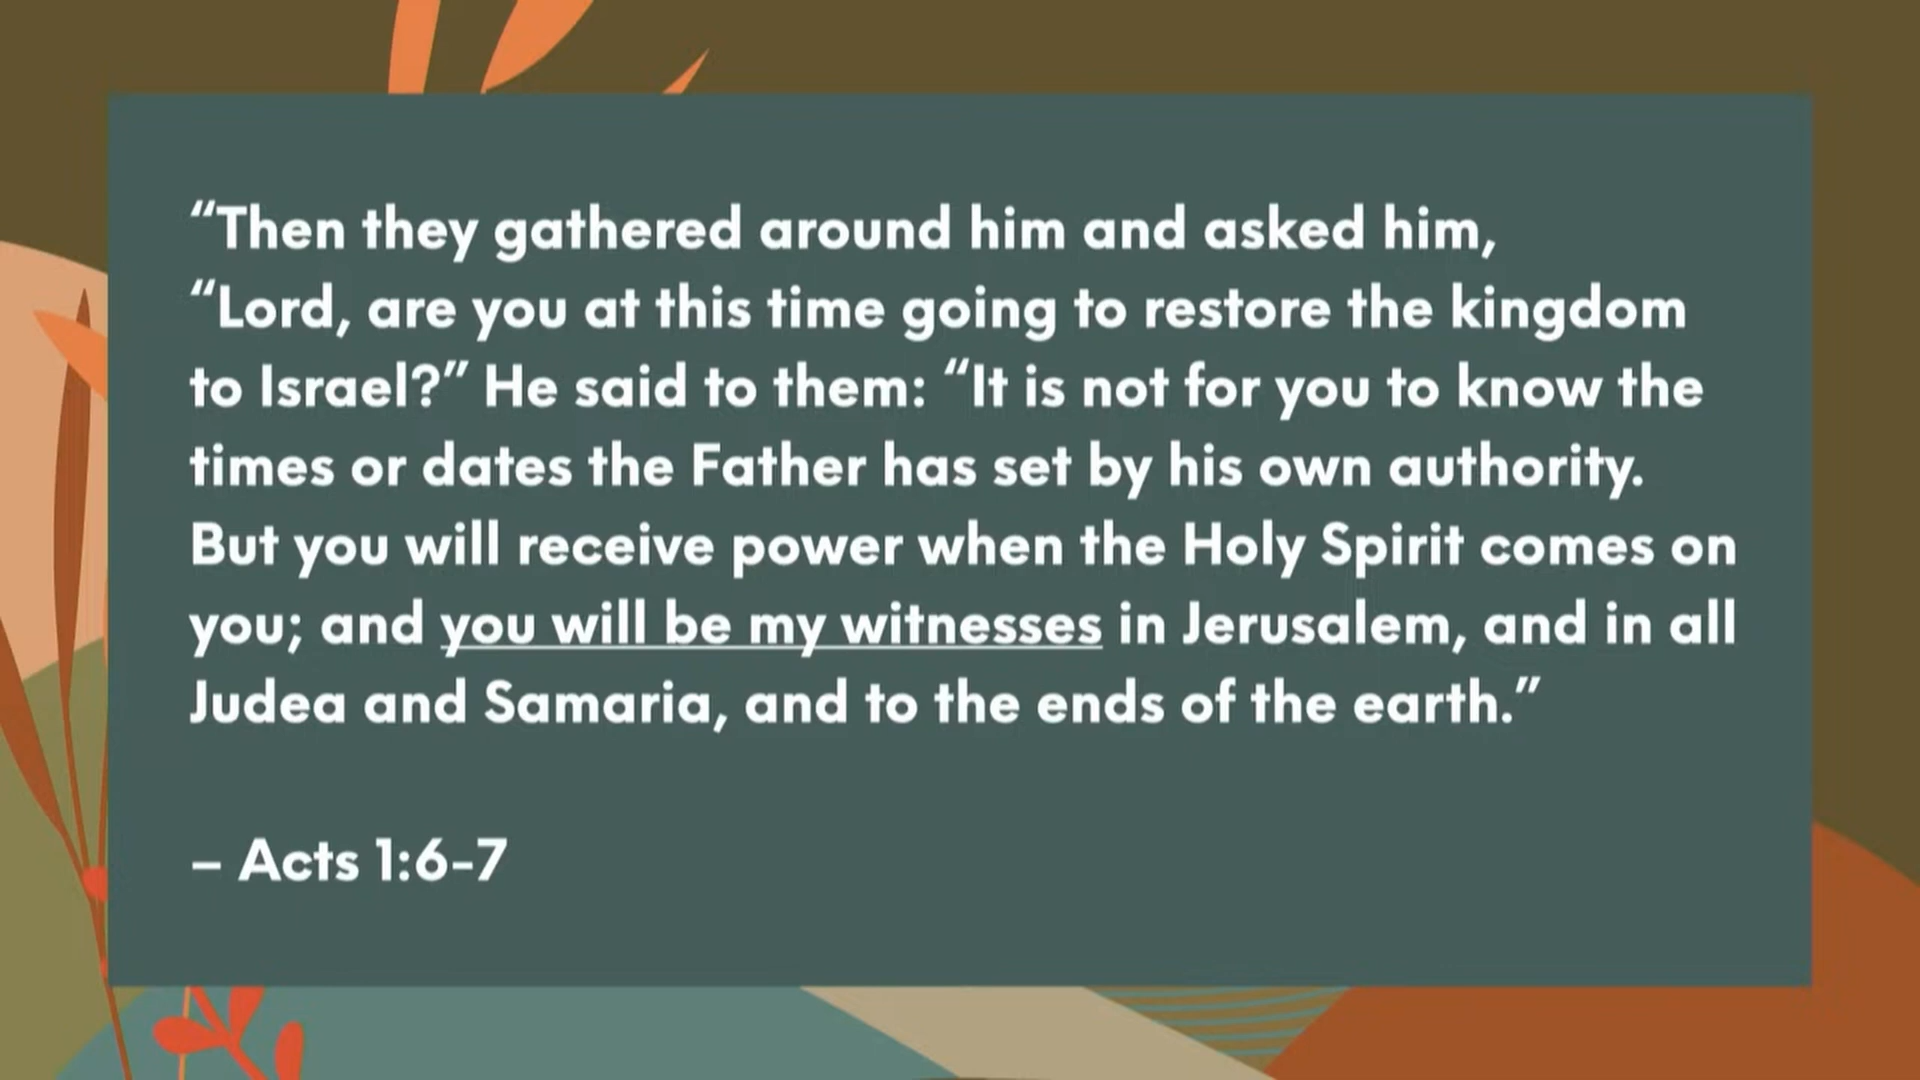 “Then they gathered around him and asked him,
“Lord, are you at this time going to restore the kingdom
to Israel?” He said to them: “It is not for you to know the
times or dates the Father has set by his own authority.
But you will receive power when the Holy Spirit comes on
you; and you will be my witnesses in Jerusalem, and in all
Judea and Samaria, and to the ends of the earth.”
– Acts 1:6-7